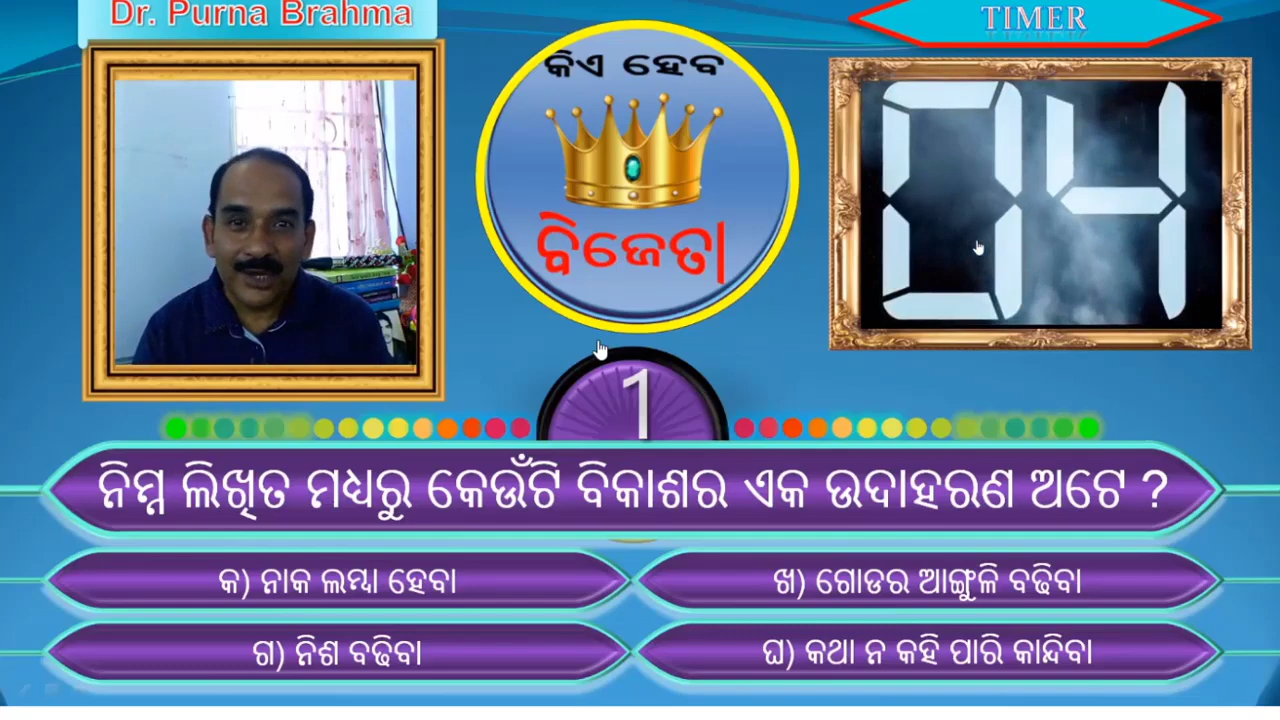 Dr. Purna Brahma
TIMER
କିଏ ହେବ
ବିଜେତା
04
1
ନିମ୍ନ ଲିଖିତ ମଧ୍ୟରୁ କେଉଁଟି ବିକାଶର ଏକ ଉଦାହରଣ ଅଟେ ?
କ) ନାକ ଲମ୍ବା ହେବା
ଖ) ଗୋଡର ଆଙ୍ଗୁଳି ବଢିବା
ଗ) ନିଶ ବଢିବା
ଘ) କଥା ନ କହି ପାରି କାନ୍ଦିବା